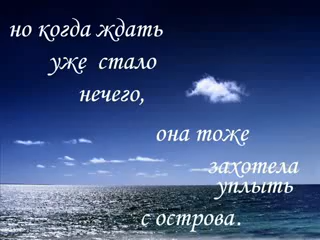 но когда ждать
уже стало
нечего,
она тоже
захотела
уплыть
с острова.